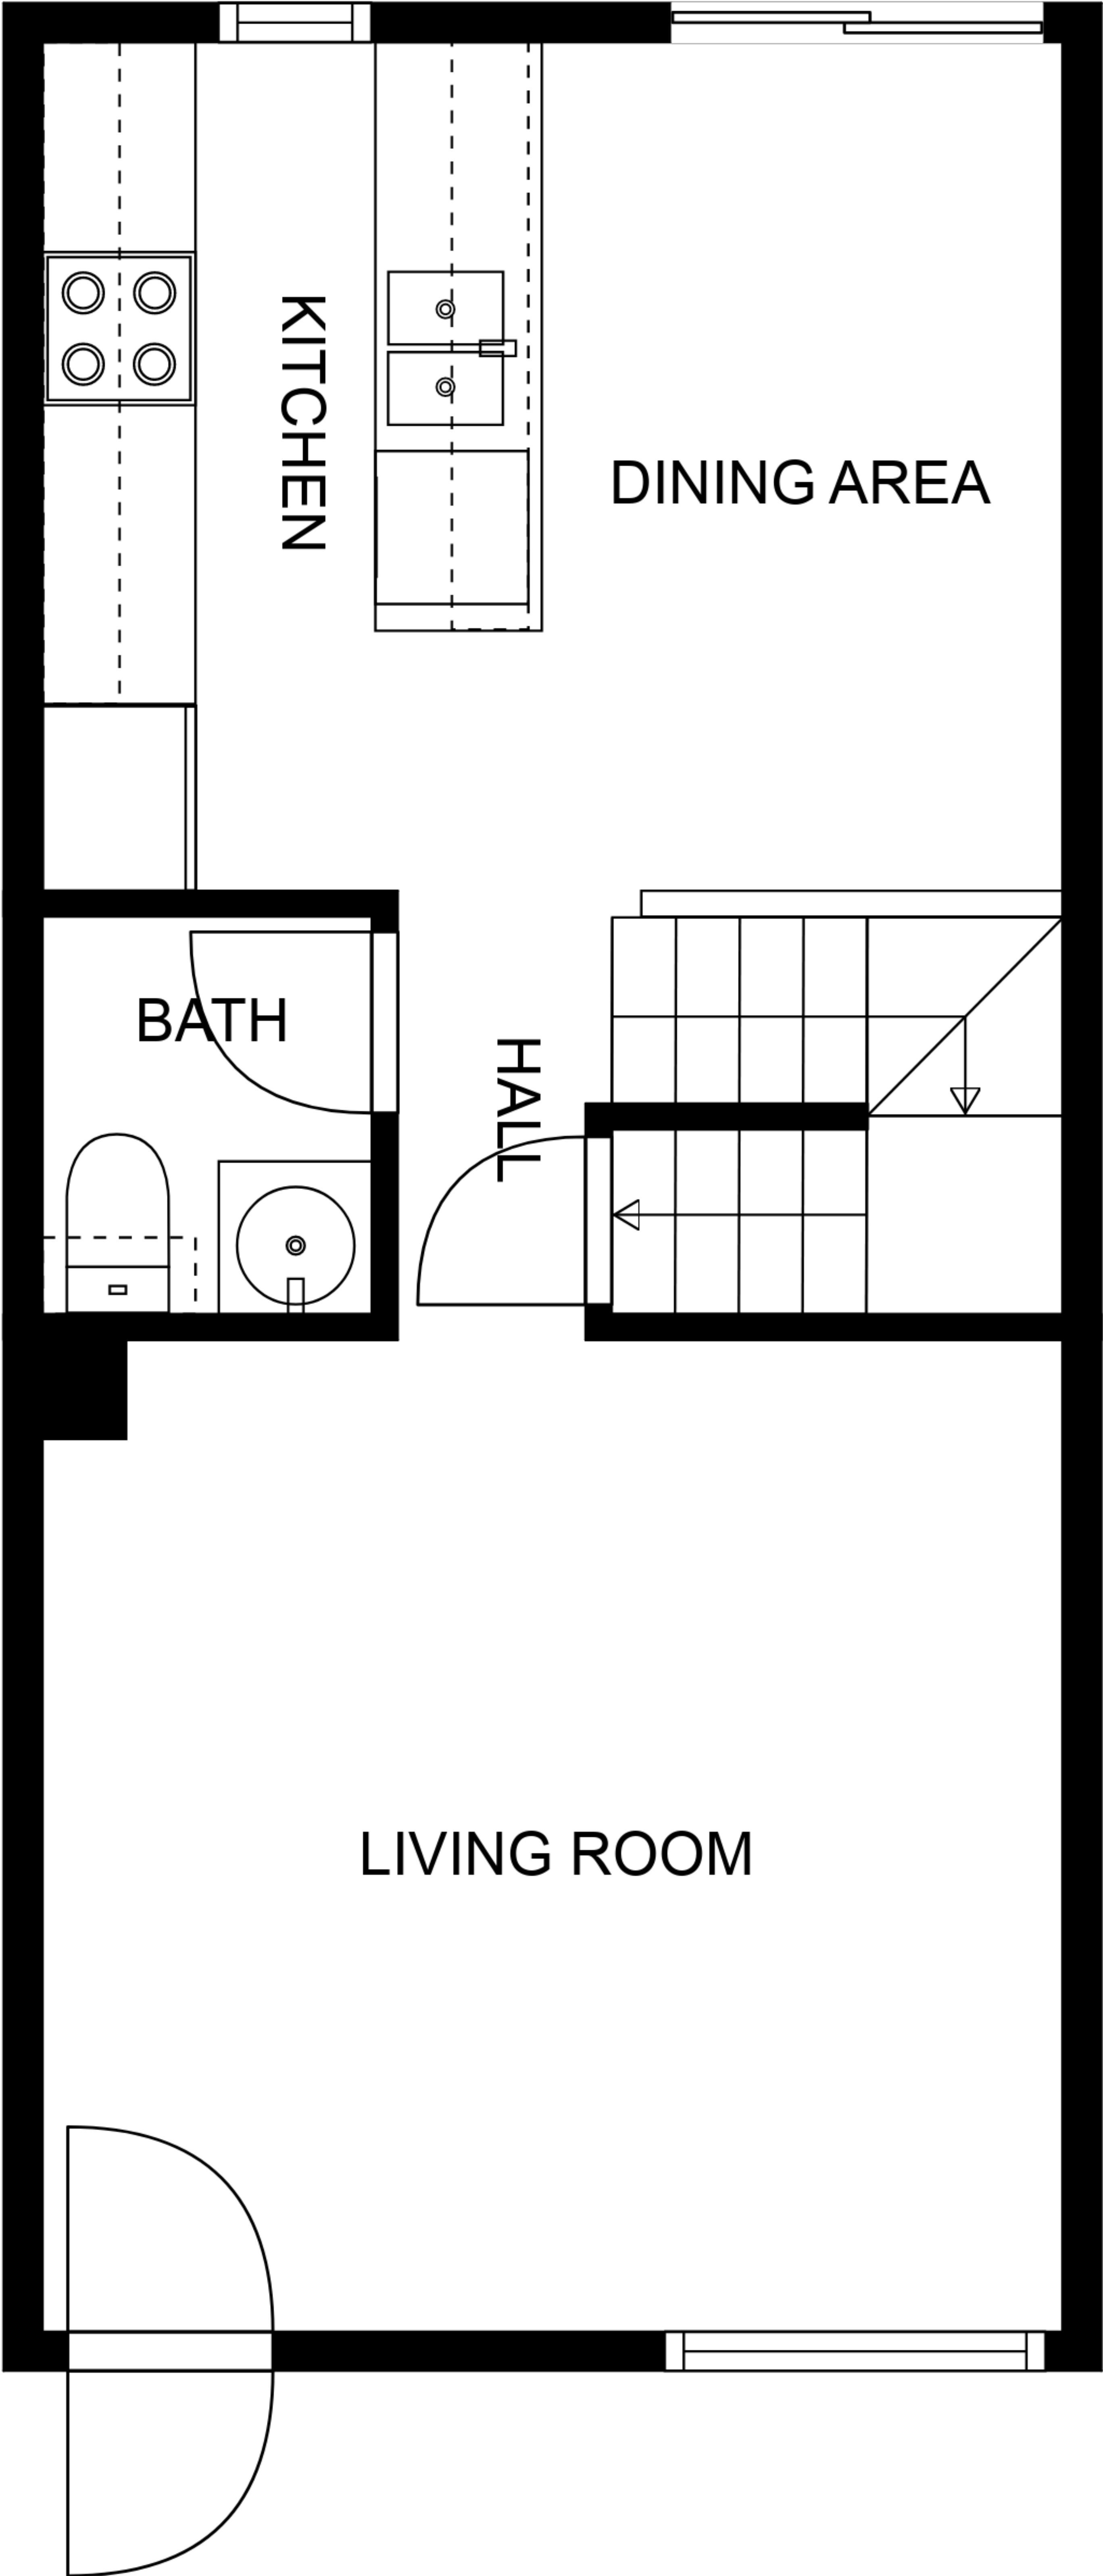 KITCHEN
DINING AREA
BATH
HALL
LIVING ROOM